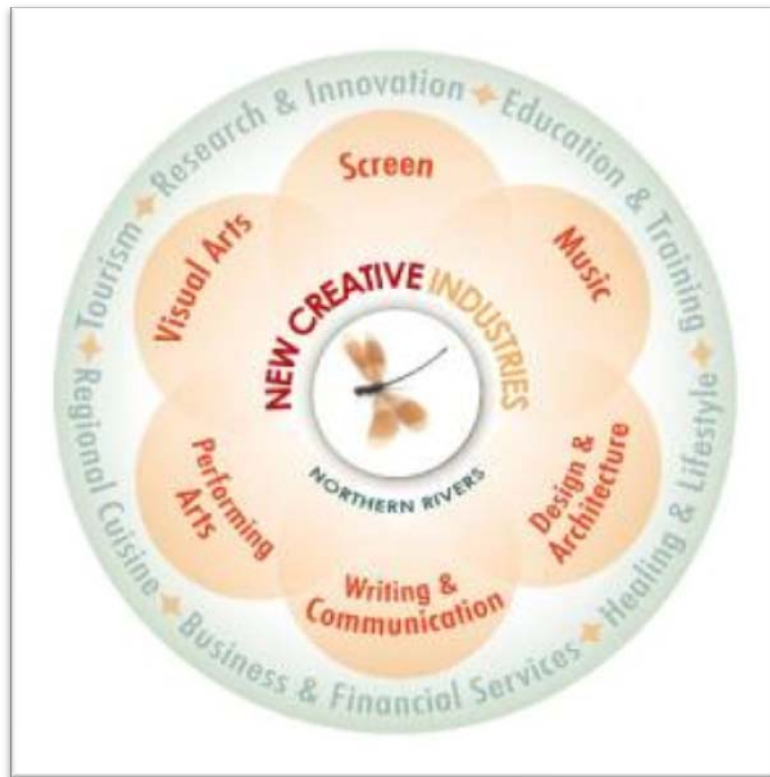 Research & Innovation
Education & Training
Healing & Lifestyle
Business & Financial Services
Regional Cuisine
Tourism
Screen
Music
Design &
Architecture
Writing &
Communication
Performing
Arts
Visual Arts
NEW CREATIVE INDUSTRIES
NORTHERN RIVERS